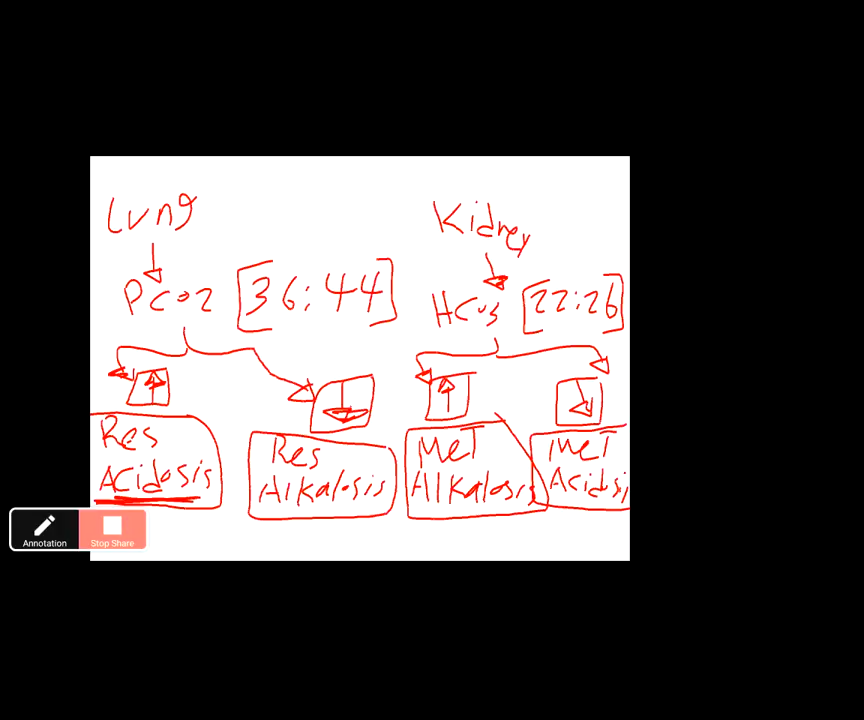 Lung
Kidney
PCo2 [36:44]
HCo3 [22:26]
Res
Acidosis
Res
Alkalosis
MeT
Alkalosis
MeT
Acidosi
Annotation
Stop Share